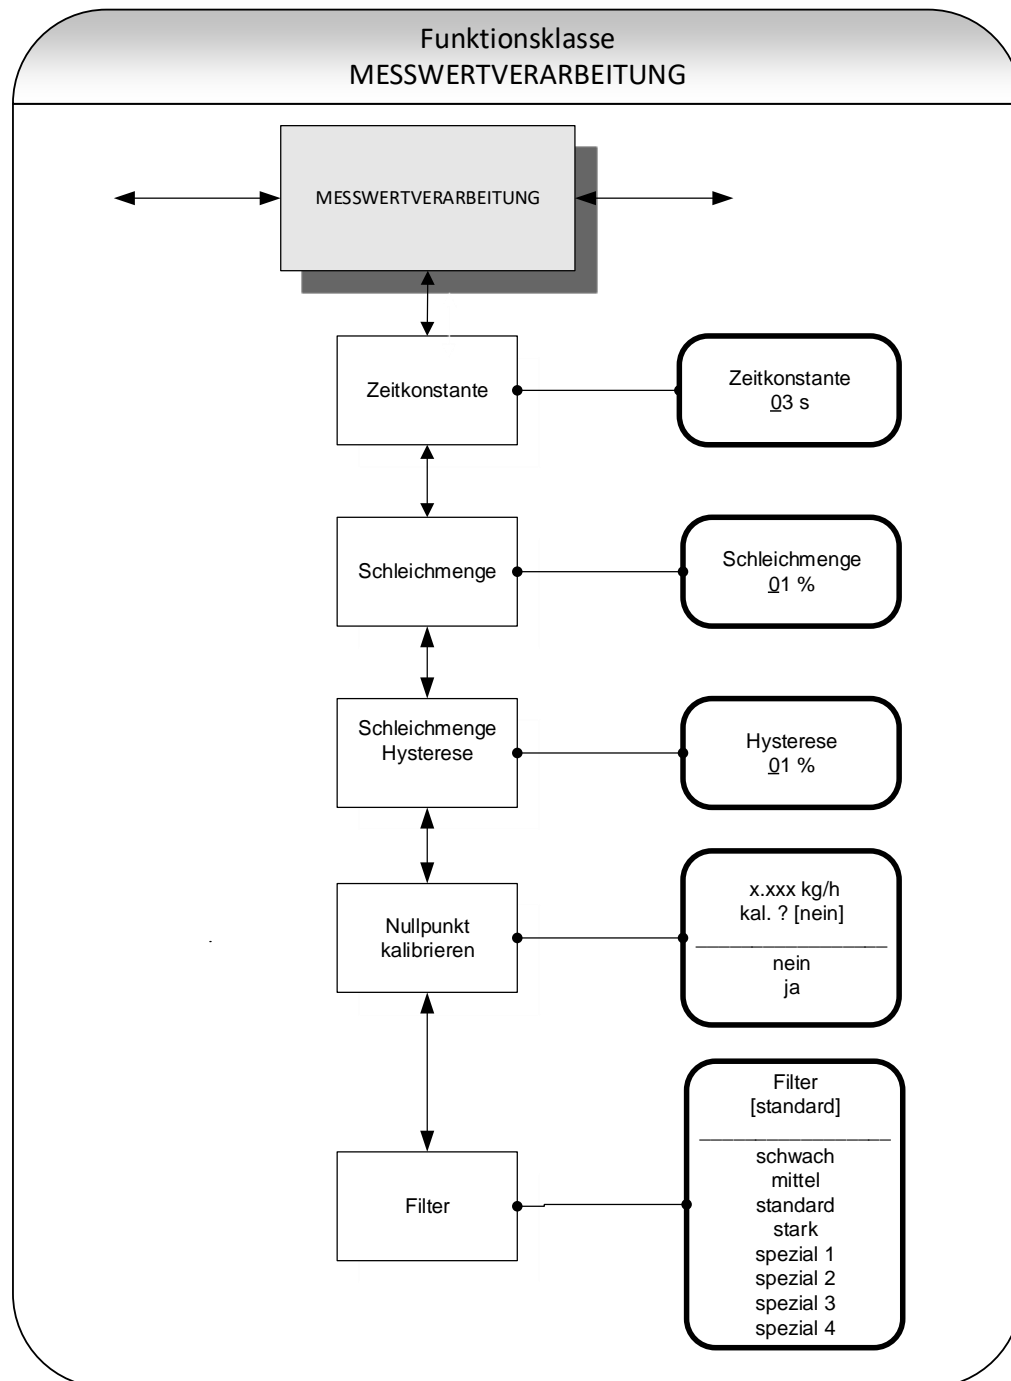 Funktionsklasse
MESSWERTVERARBEITUNG
MESSWERTVERARBEITUNG
Zeitkonstante
Zeitkonstante
03 s
Schleichmenge
Schleichmenge
01 %
Schleichmenge
Hysterese
Hysterese
01 %
Nullpunkt
kalibrieren
x.xxx kg/h
kal. ? [nein]
nein
ja
Filter
Filter
[standard]
schwach
mittel
standard
stark
spezial 1
spezial 2
spezial 3
spezial 4